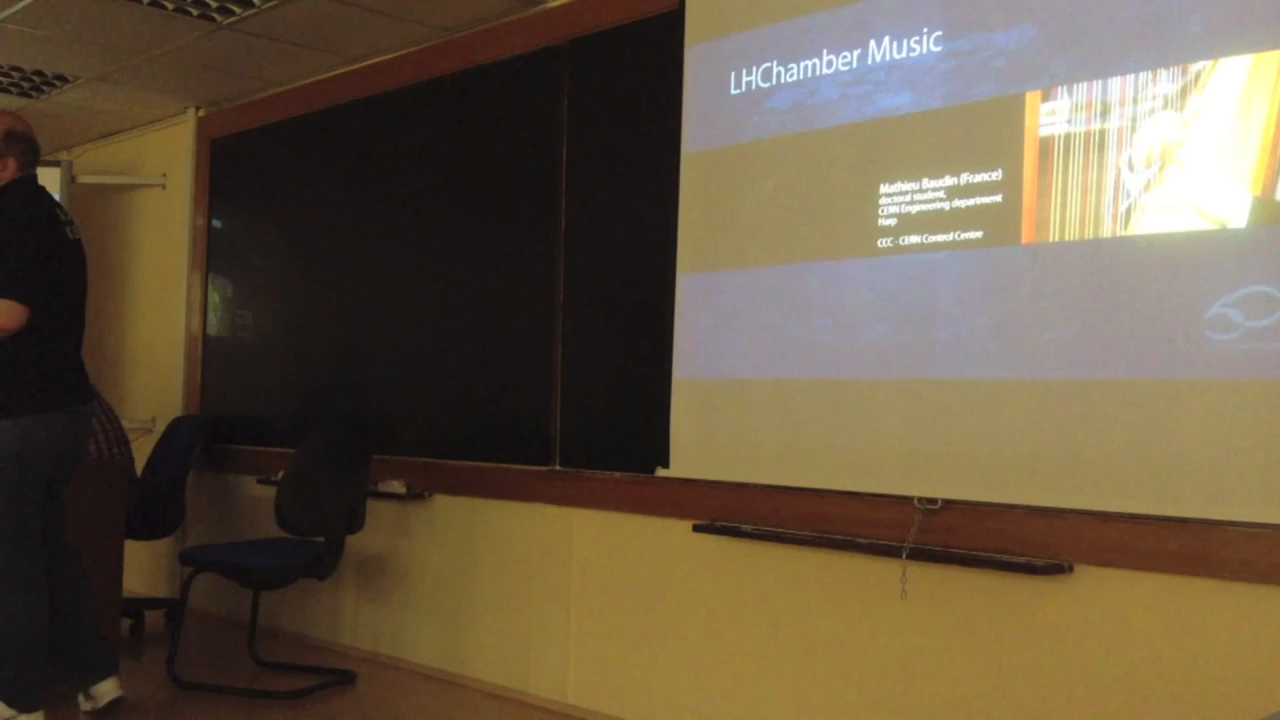 LHChamber Music
Mathieu Baudin (France)
doctoral student,
CERN Engineering department
Harp
CCC - CERN Control Centre